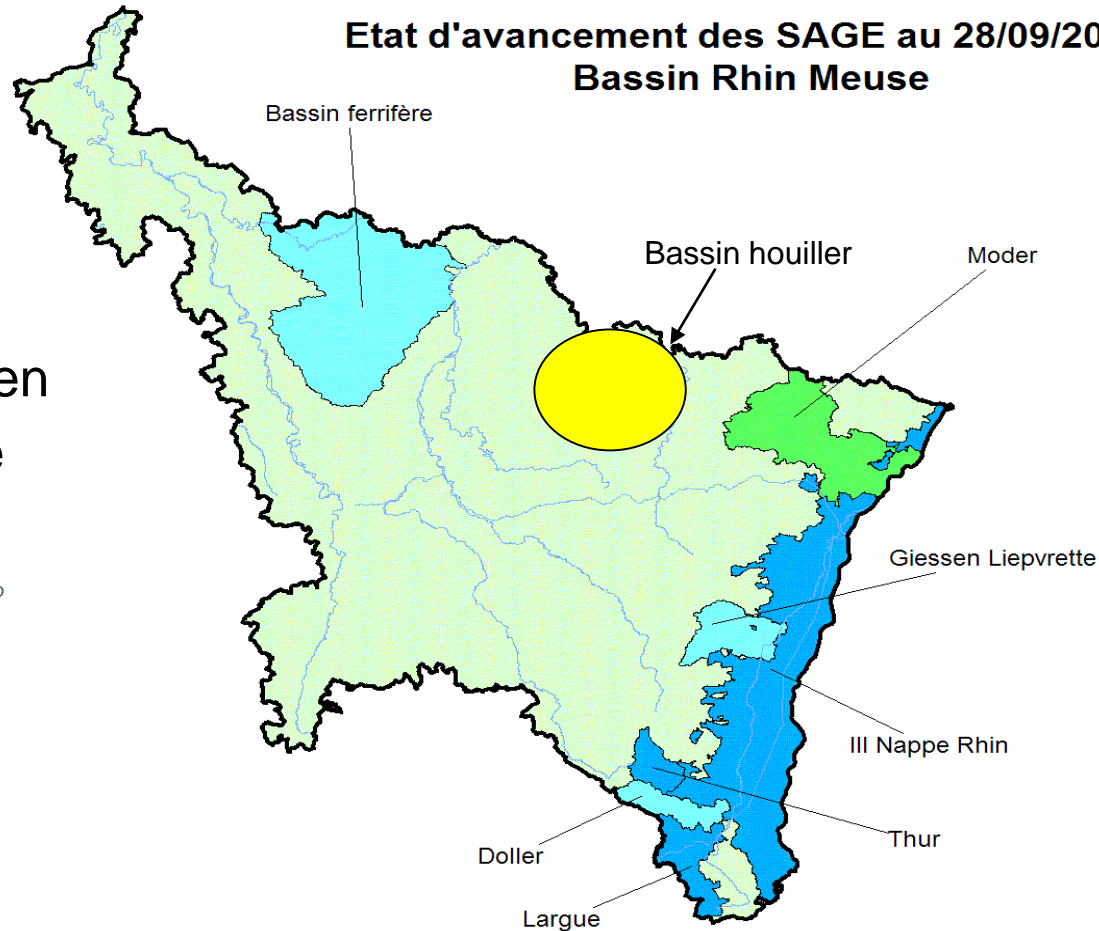 Etat d'avancement des SAGE au 28/09/20
Bassin Rhin Meuse
Bassin ferrifère
Bassin houiller
Moder
en
e
Giessen Liepvrette
Ill Nappe Rhin
Thur
Doller
Largue